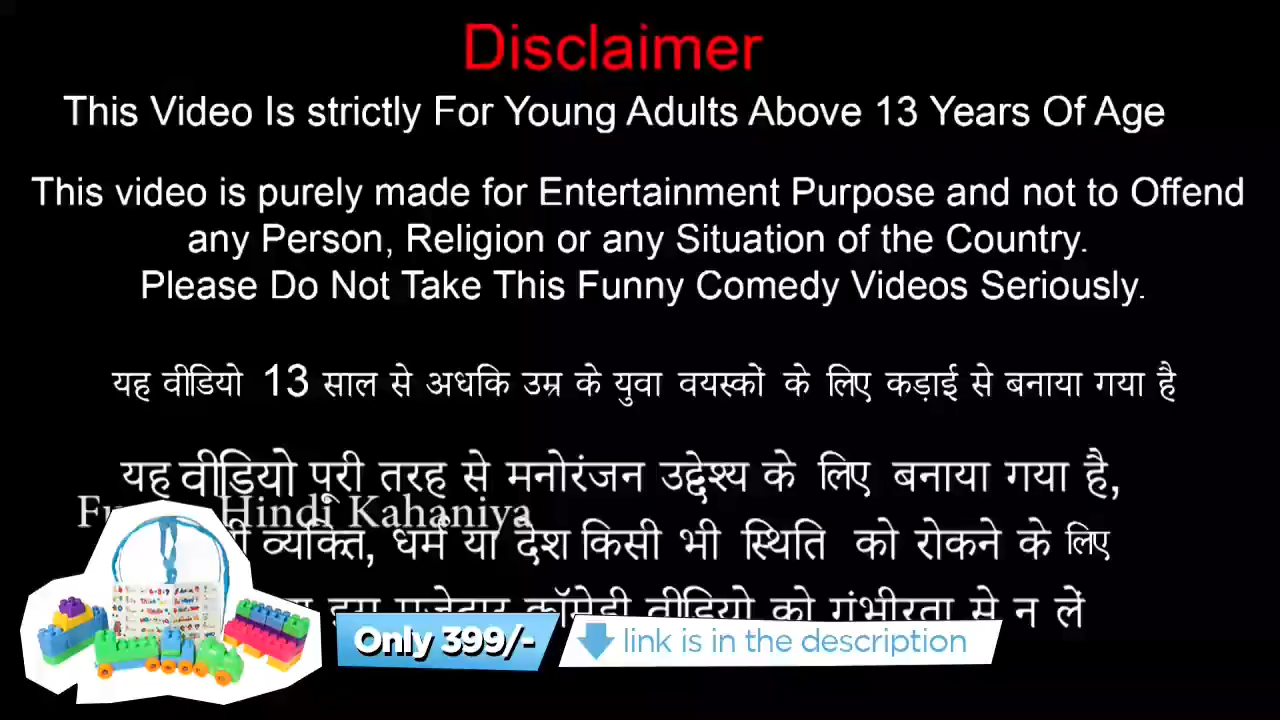 Disclaimer
This Video Is strictly For Young Adults Above 13 Years Of Age
This video is purely made for Entertainment Purpose and not to Offend
any Person, Religion or any Situation of the Country.
Please Do Not Take This Funny Comedy Videos Seriously.
यह वीडियो 13 साल से अधकि उम्र के युवा वयस्कों के लिए कड़ाई से बनाया गया है
यह वीडियो पूरी तरह से मनोरंजन उद्देश्य के लिए बनाया गया है,
Hindi Kahaniya
व्यक्ति, धर्म या देश किसी भी स्थिति को रोकने के लिए
इस मजेदार कॉमेडी वीडियो को गंभीरता से न लें
Only 399/-
link is in the description